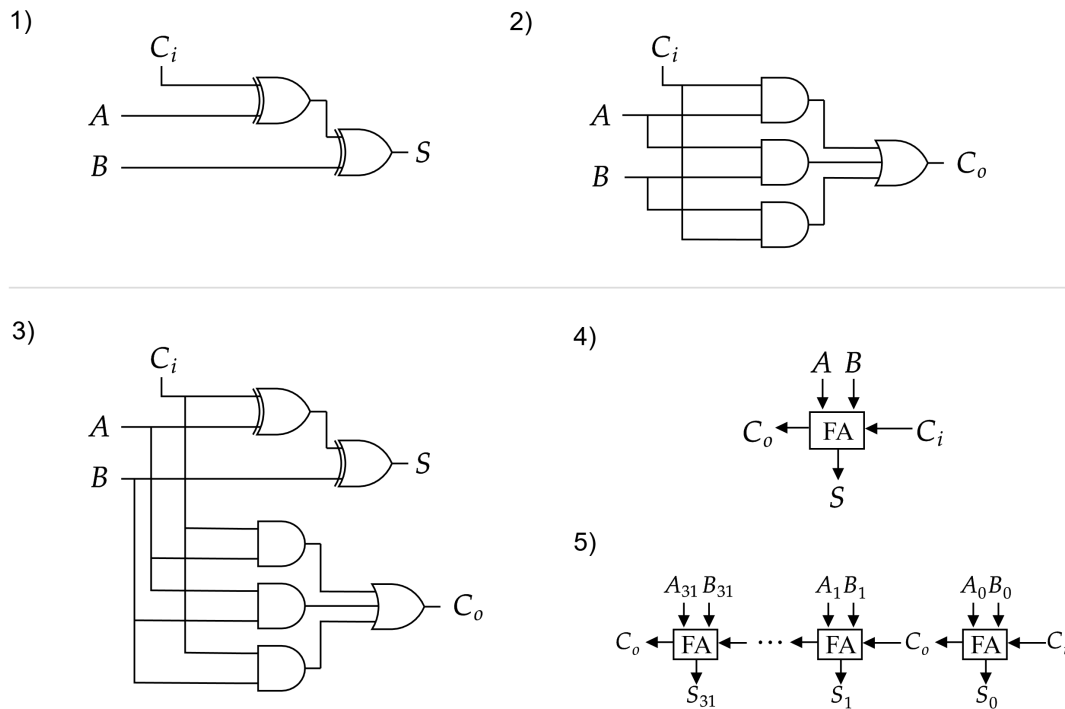 1)
C_i
A
B
S
2)
C_i
A
B
C_o
3)
C_i
A
B
S
C_o
4)
A B
C_o FA C_i
S
5)
A_31 B_31 A_1 B_1 A_0 B_0
C_o FA ... FA C_o FA C_i
S_31 S_1 S_0